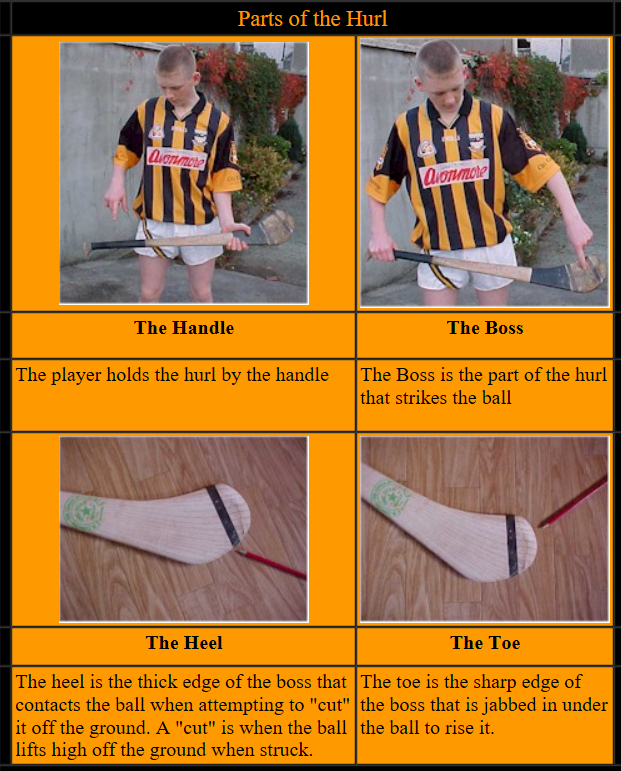 Parts of the Hurl
Avonmore
Avonmore
The Handle
The Boss
The player holds the hurl by the handle
The Boss is the part of the hurl
that strikes the ball
The Heel
The Toe
The heel is the thick edge of the boss that
contacts the ball when attempting to "cut"
it off the ground. A "cut" is when the ball
lifts high off the ground when struck.
The toe is the sharp edge of
the boss that is jabbed in under
the ball to rise it.